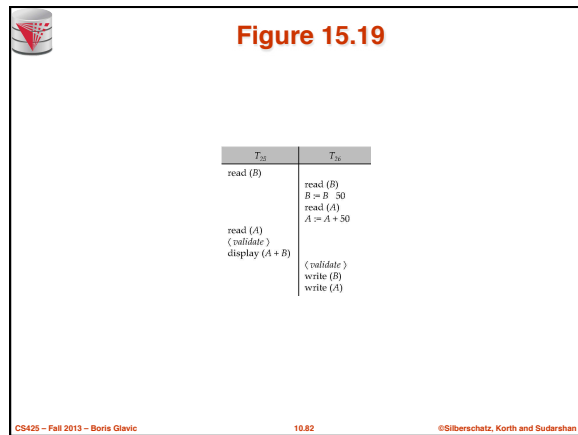 Figure 15.19
T25 T26
read (B)
read (B)
B := B 50
read (A)
A := A + 50
read (A)
⟨ validate ⟩
display (A + B)
⟨ validate ⟩
write (B)
write (A)
CS425 – Fall 2013 – Boris Glavic 10.82 ©Silberschatz, Korth and Sudarshan